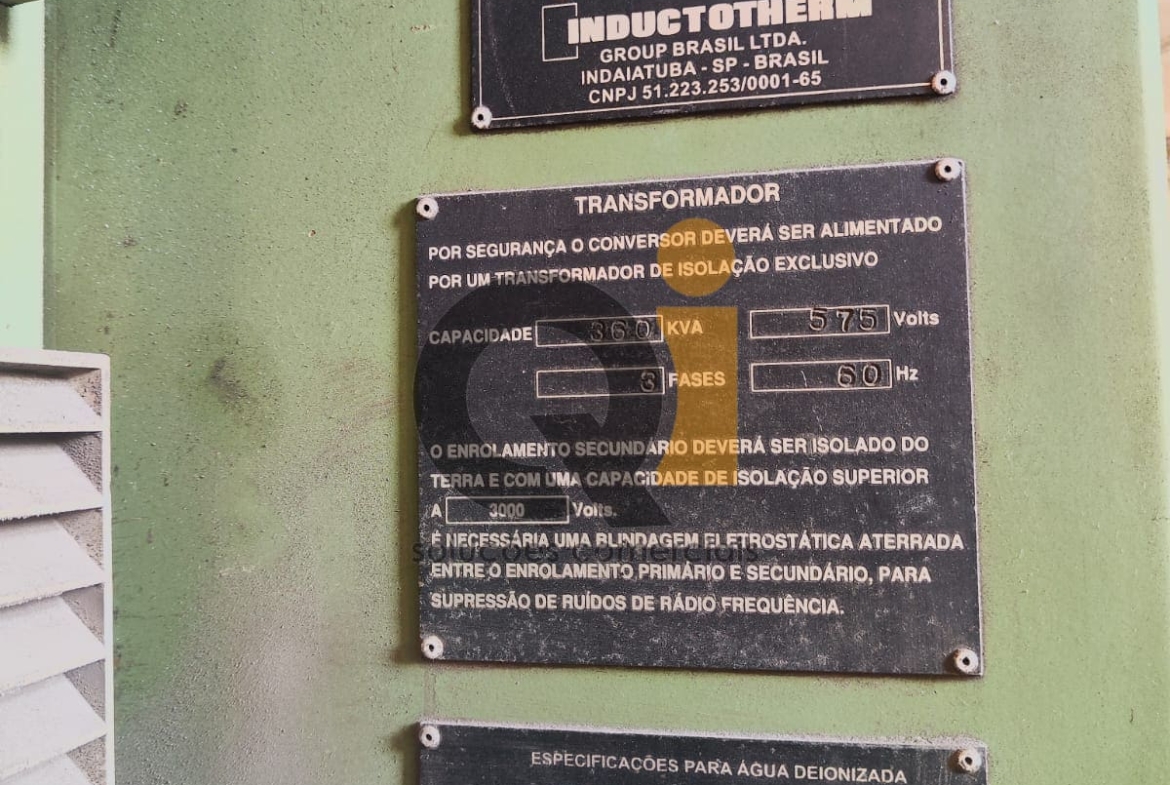 INDUCTOTHERM
GROUP BRASIL LTDA.
INDAIATUBA - SP - BRASIL
CNPJ 51.223.253/0001-65
TRANSFORMADOR
POR SEGURANÇA O CONVERSOR DEVERÁ SER ALIMENTADO
POR UM TRANSFORMADOR DE ISOLAÇÃO EXCLUSIVO
CAPACIDADE 360 KVA 575 Volts
3 FASES 60 Hz
O ENROLAMENTO SECUNDÁRIO DEVERÁ SER ISOLADO DO
TERRA E COM UMA CAPACIDADE DE ISOLAÇÃO SUPERIOR
A 3000 Volts.
É NECESSÁRIA UMA BLINDAGEM ELETROSTÁTICA ATERRADA
ENTRE O ENROLAMENTO PRIMÁRIO E SECUNDÁRIO, PARA
SUPRESSÃO DE RUÍDOS DE RÁDIO FREQUÊNCIA.
Qi
soluções comerciais
ESPECIFICAÇÕES PARA ÁGUA DEIONIZADA